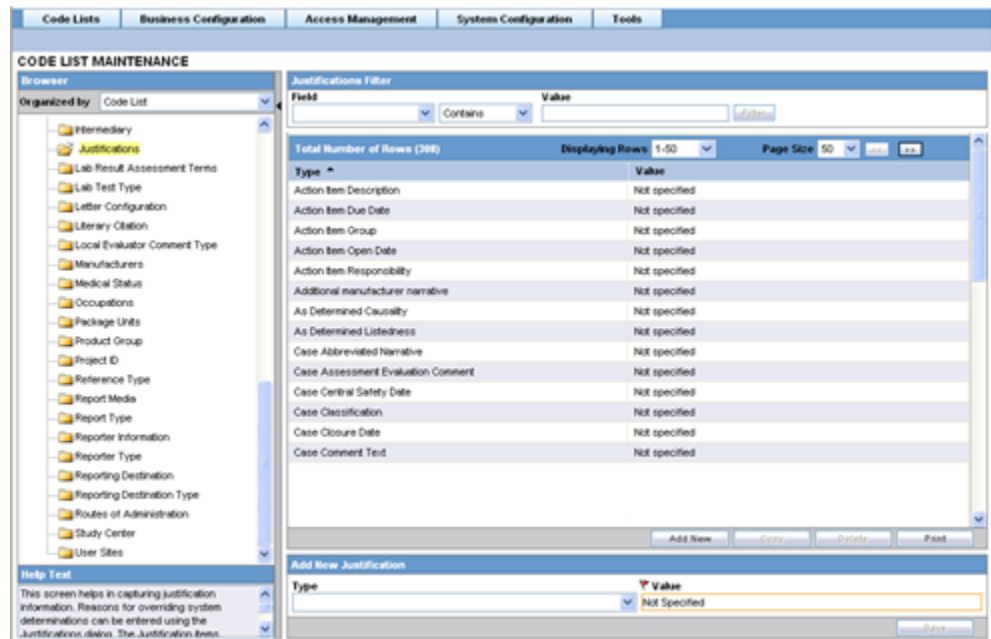 Code Lists Business Configuration Access Management System Configuration Tools
CODE LIST MAINTENANCE
Browser
Organized by Code List
Intermediary
Justifications
Lab Result Assessment Terms
Lab Test Type
Letter Configuration
Literary Citation
Local Evaluator Comment Type
Manufacturers
Medical Status
Occupations
Package Units
Product Group
Project ID
Reference Type
Report Media
Report Type
Reporter Information
Reporter Type
Reporting Destination
Reporting Destination Type
Routes of Administration
Study Center
User Sites
Help Text
This screen helps in capturing justification
information. Reasons for overriding system
determinations can be entered using the
Justifications dialog. The Justification Items
Justifications Filter
Field Value
Contains Filter
Total Number of Rows (308) Displaying Rows 1-50 Page Size 50 << >>
Type Value
Action Item Description Not specified
Action Item Due Date Not specified
Action Item Group Not specified
Action Item Open Date Not specified
Action Item Responsibility Not specified
Additional manufacturer narrative Not specified
As Determined Causality Not specified
As Determined Listedness Not specified
Case Abbreviated Narrative Not specified
Case Assessment Evaluation Comment Not specified
Case Central Safety Date Not specified
Case Classification Not specified
Case Closure Date Not specified
Case Comment Text Not specified
Add New Copy Delete Print
Add New Justification
Type Value
Not Specified
Save